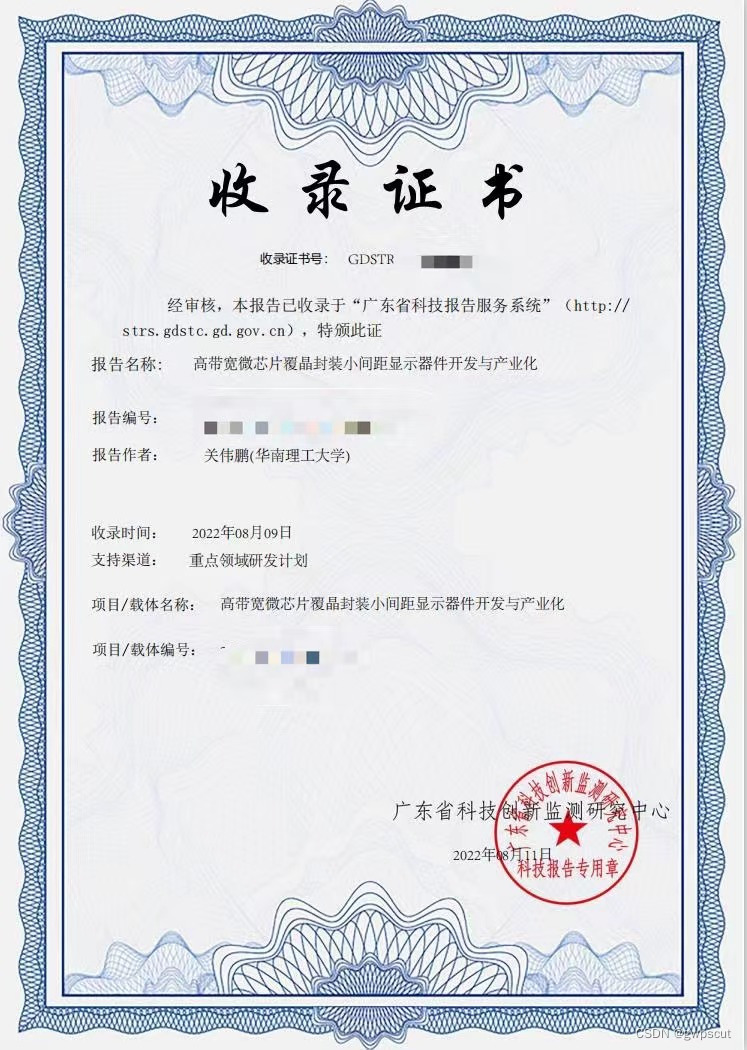 收录证书
收录证书号： GDSTR
经审核，本报告已收录于“广东省科技报告服务系统”（http://
strs.gdstc.gd.gov.cn），特颁此证
报告名称： 高带宽微芯片覆晶封装小间距显示器件开发与产业化
报告编号：
报告作者： 关伟鹏(华南理工大学)
收录时间： 2022年08月09日
支持渠道： 重点领域研发计划
项目/载体名称： 高带宽微芯片覆晶封装小间距显示器件开发与产业化
项目/载体编号：
广东省科技创新监测研究中心
2022年08月11日
广东省科技创新监测研究中心
科技报告专用章
CSDN @gwpscut